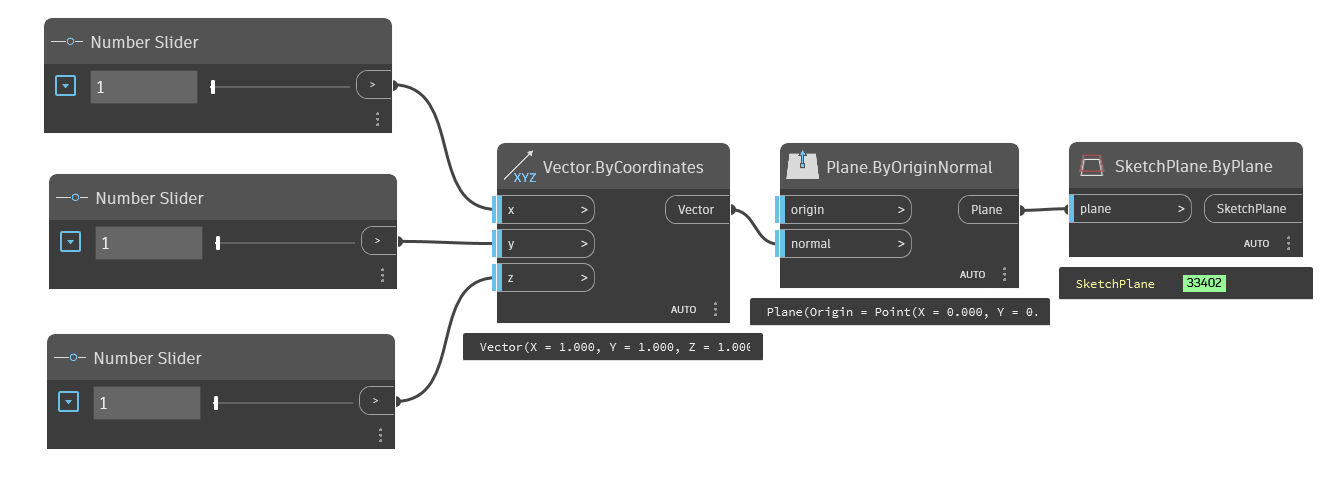 Number Slider
1
>
Number Slider
1
>
Number Slider
1
>
XYZ Vector.ByCoordinates
x > Vector
y >
z >
AUTO
Vector(X = 1.000, Y = 1.000, Z = 1.000
Plane.ByOriginNormal
origin > Plane
normal >
AUTO
Plane(Origin = Point(X = 0.000, Y = 0.
SketchPlane.ByPlane
plane > SketchPlane
AUTO
SketchPlane 33402